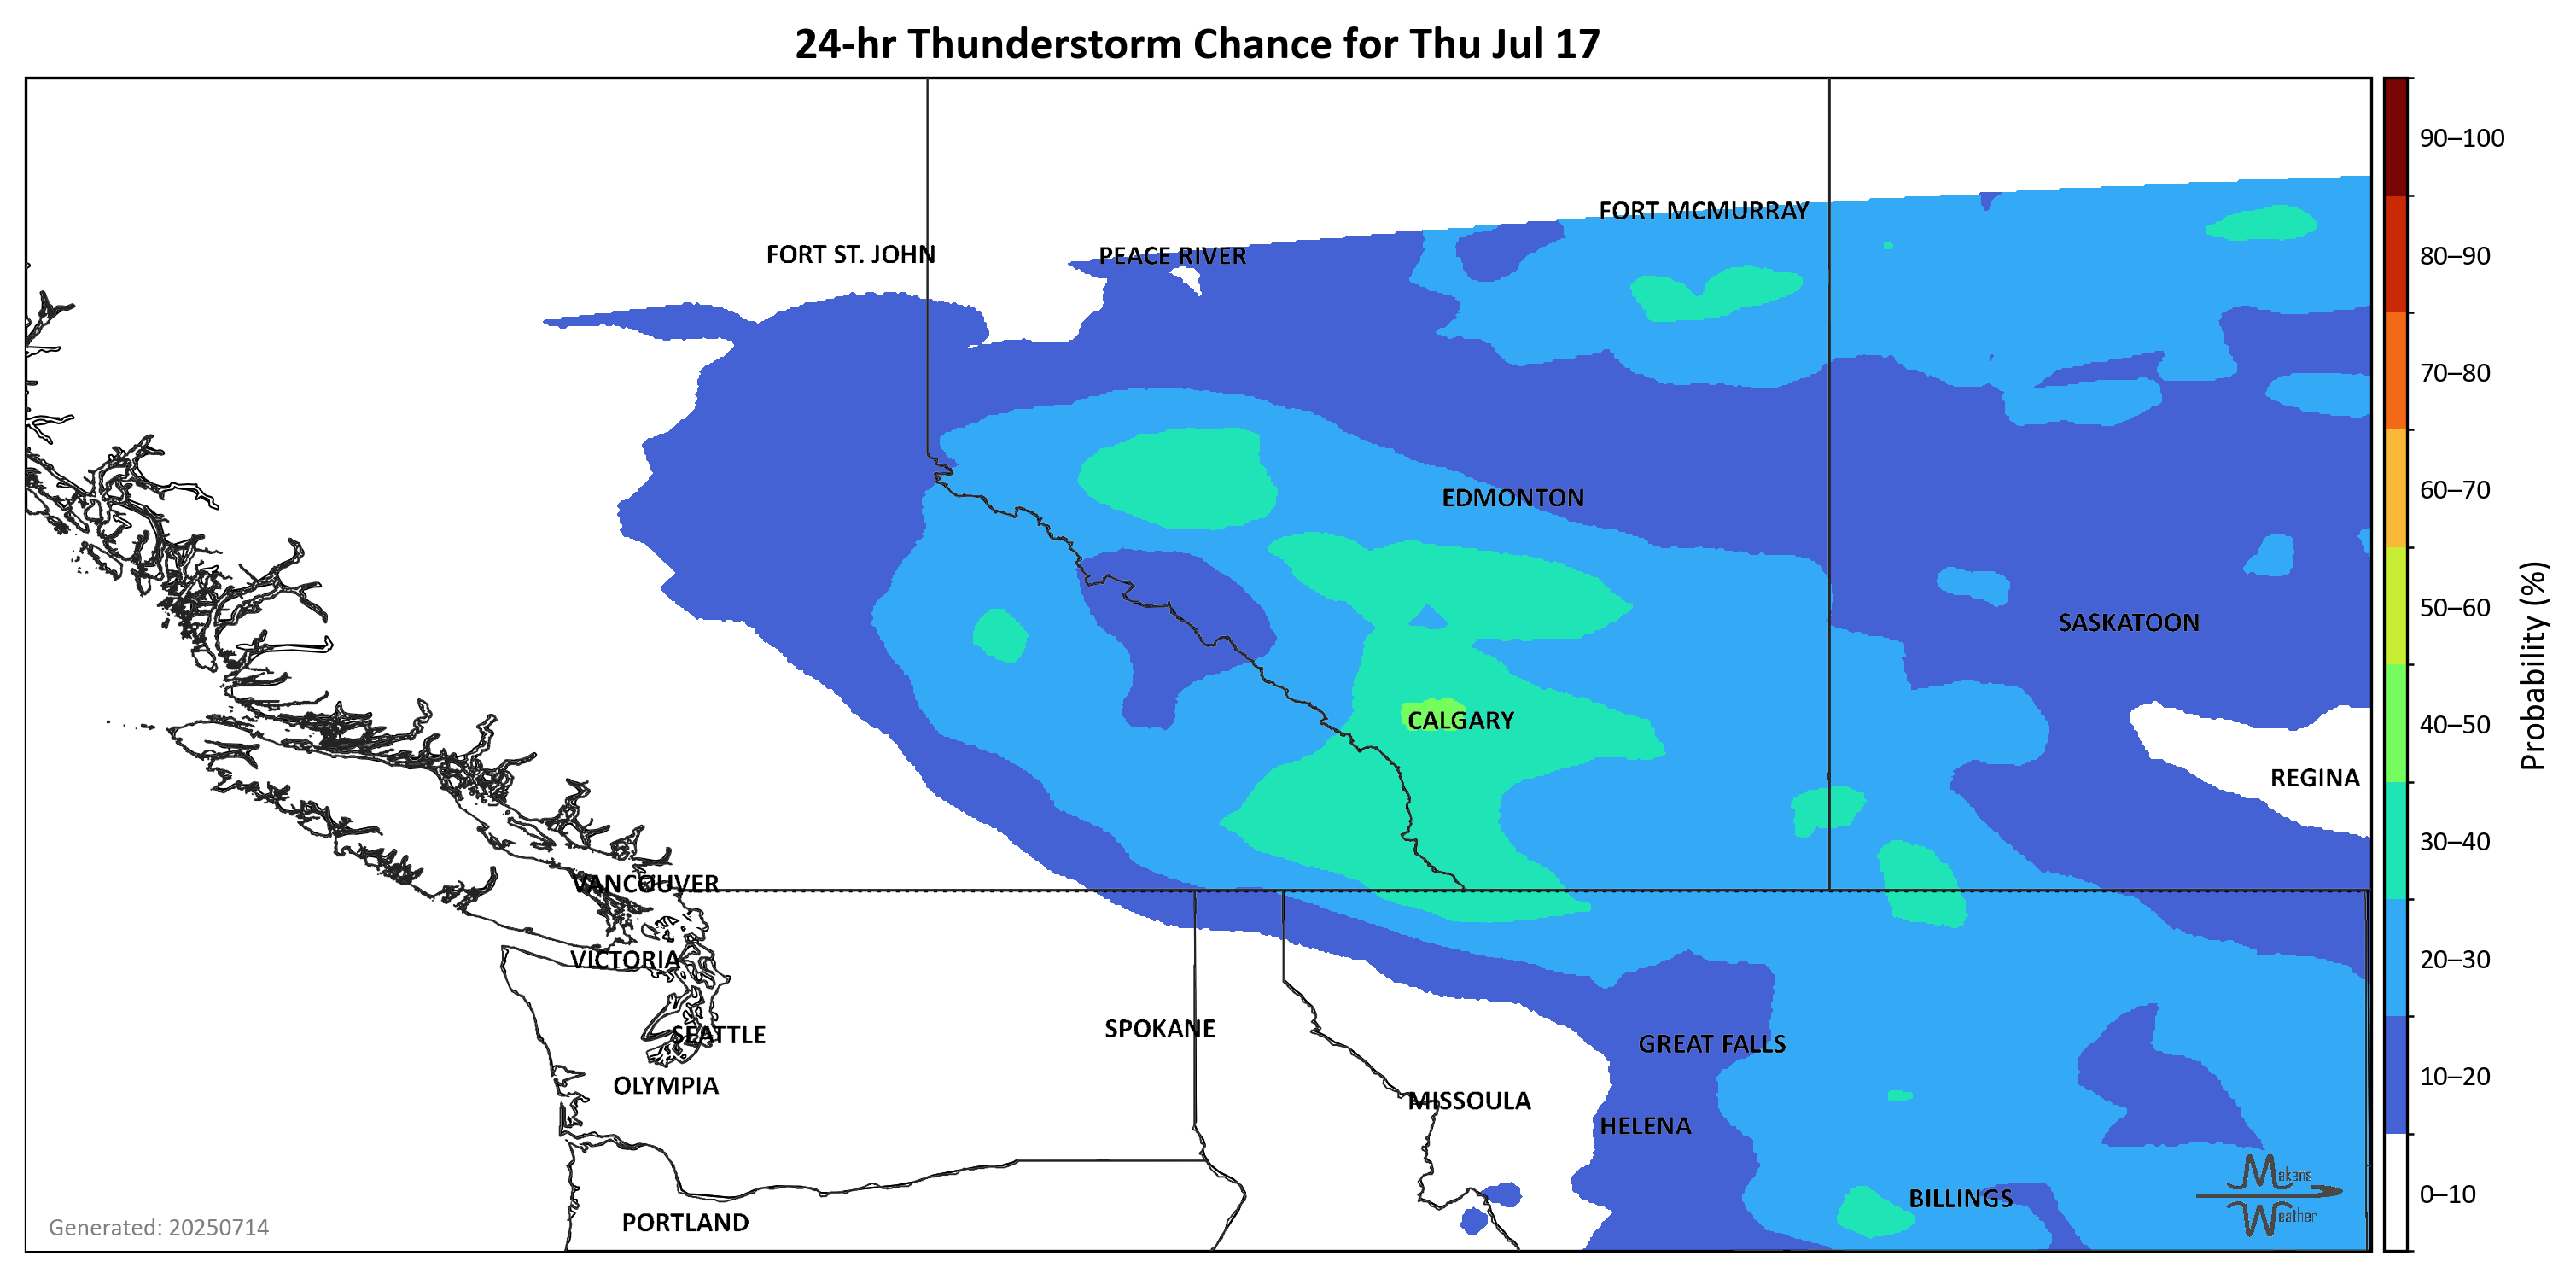 24-hr Thunderstorm Chance for Thu Jul 17
90–100
FORT MCMURRAY
FORT ST. JOHN
PEACE RIVER
80–90
70–80
60–70
EDMONTON
50–60
SASKATOON
Probability (%)
40–50
CALGARY
REGINA
30–40
VANCOUVER
VICTORIA
20–30
SEATTLE
SPOKANE
GREAT FALLS
OLYMPIA
10–20
MISSOULA
HELENA
Makens
Weather
BILLINGS
0–10
PORTLAND
Generated: 20250714